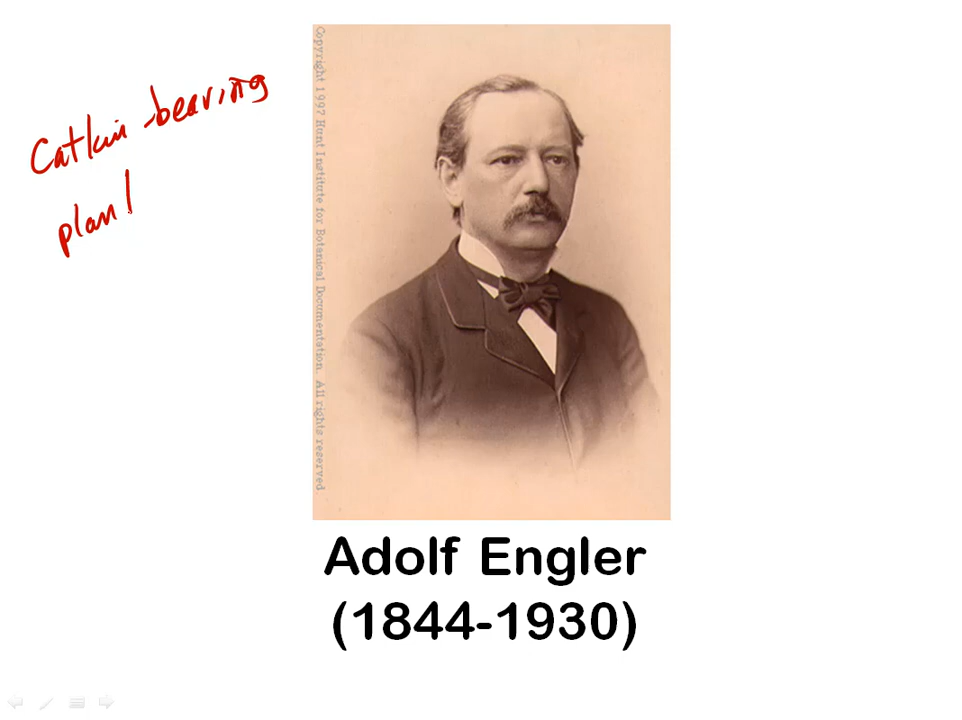 Catkin bearing
plant
Copyright 1997 Hunt Institute for Botanical Documentation. All rights reserved
Adolf Engler
(1844-1930)